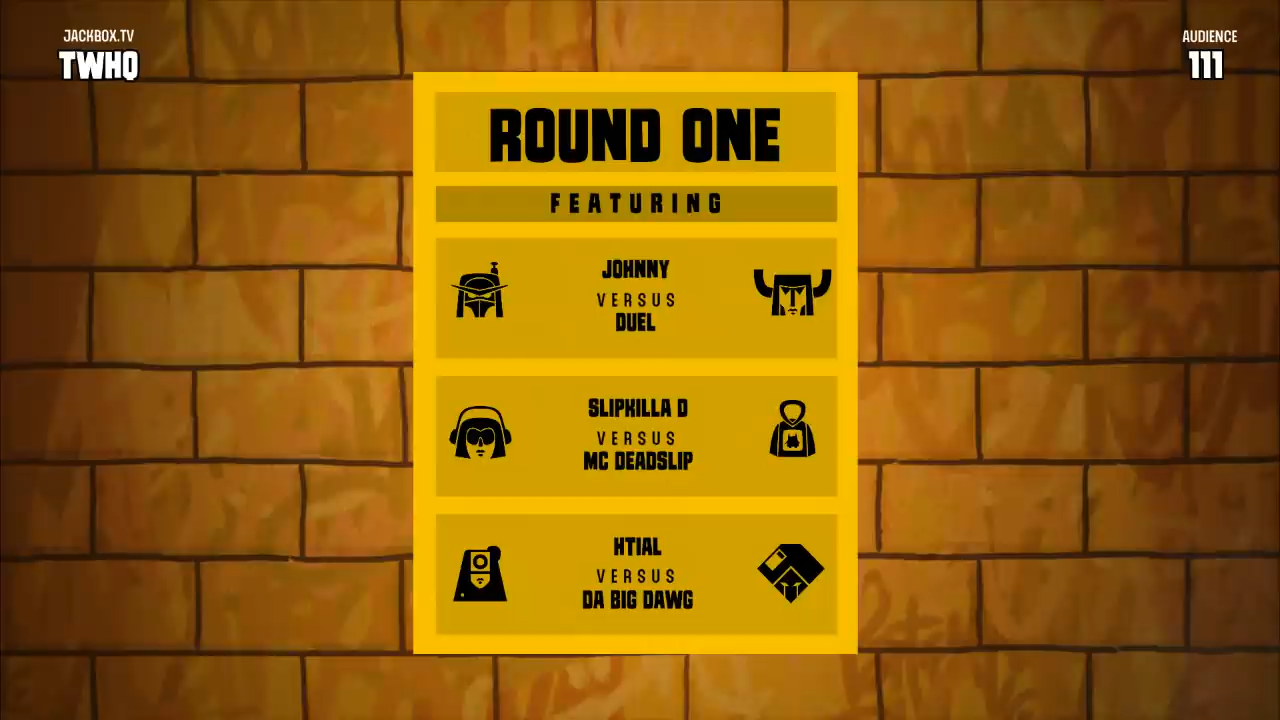 JACKBOX.TV
TWHQ
AUDIENCE
111
ROUND ONE
FEATURING
JOHNNY
VERSUS
DUEL
SLIPKILLA D
VERSUS
MC DEADSLIP
HTIAL
VERSUS
DA BIG DAWG